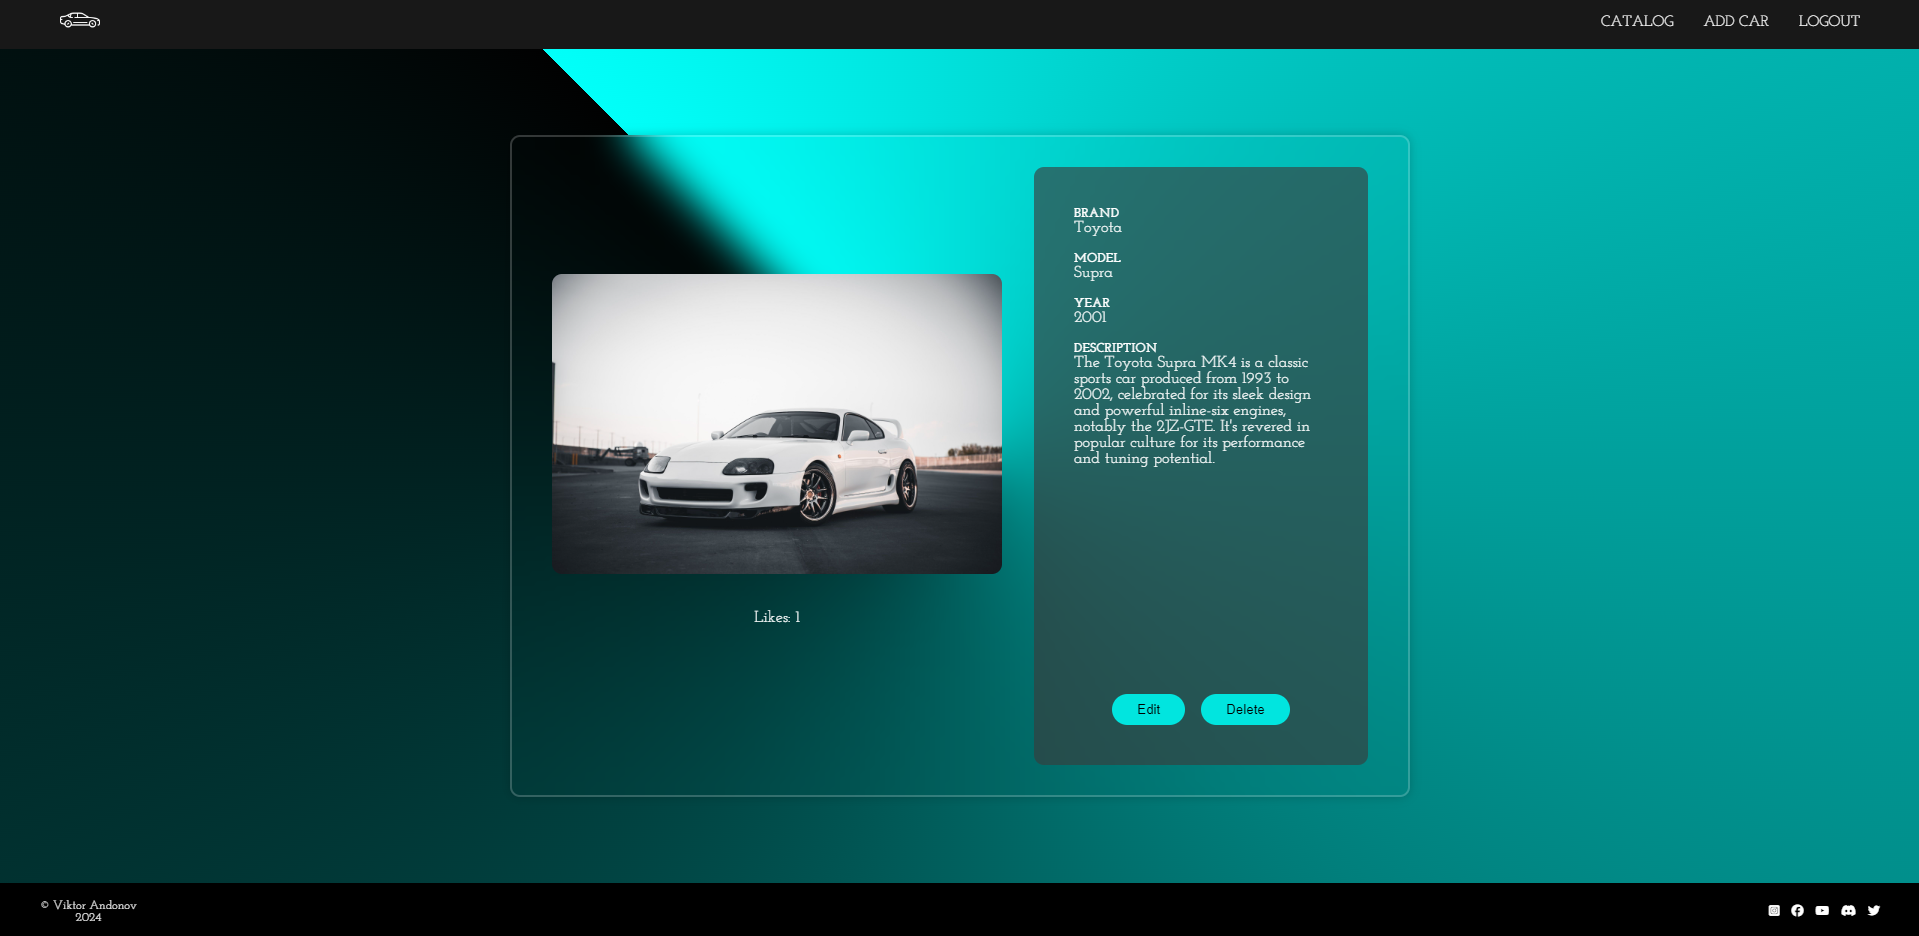 CATALOG ADD CAR LOGOUT
BRAND
Toyota
MODEL
Supra
YEAR
2001
DESCRIPTION
The Toyota Supra MK4 is a classic
sports car produced from 1993 to
2002, celebrated for its sleek design
and powerful inline-six engines,
notably the 2JZ-GTE. It's revered in
popular culture for its performance
and tuning potential.
Likes: 1
Edit Delete
© Viktor Andonov
2024